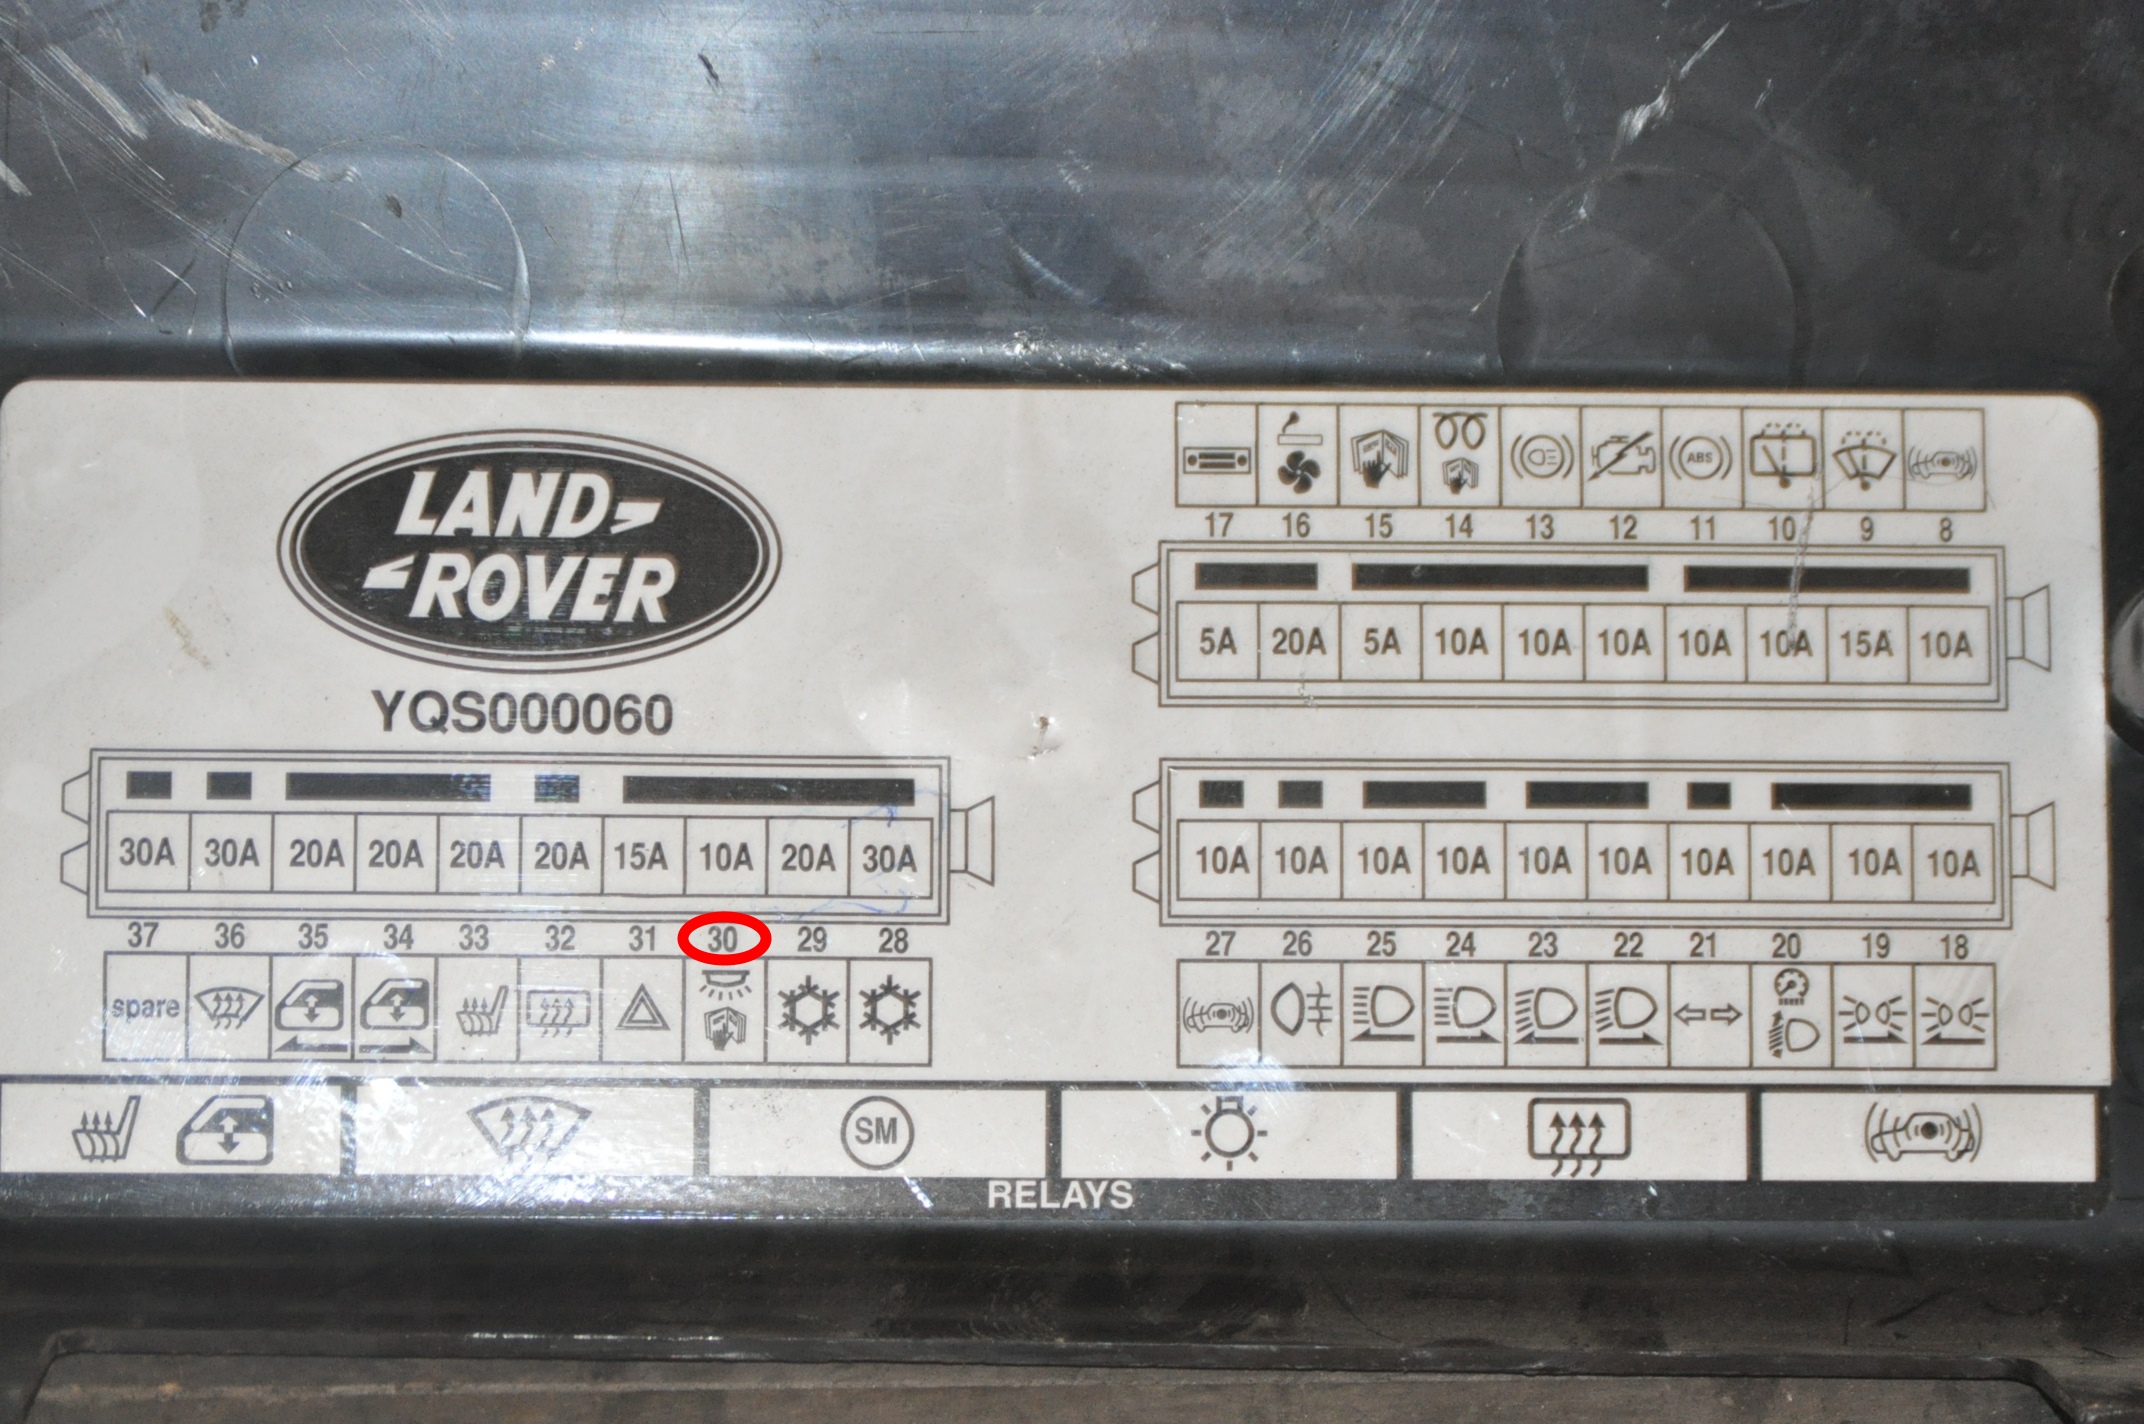 LAND
ROVER
YQS000060
ABS
17 16 15 14 13 12 11 10 9 8
5A 20A 5A 10A 10A 10A 10A 10A 15A 10A
30A 30A 20A 20A 20A 20A 15A 10A 20A 30A
37 36 35 34 33 32 31 30 29 28
spare
10A 10A 10A 10A 10A 10A 10A 10A 10A 10A
27 26 25 24 23 22 21 20 19 18
SM
RELAYS